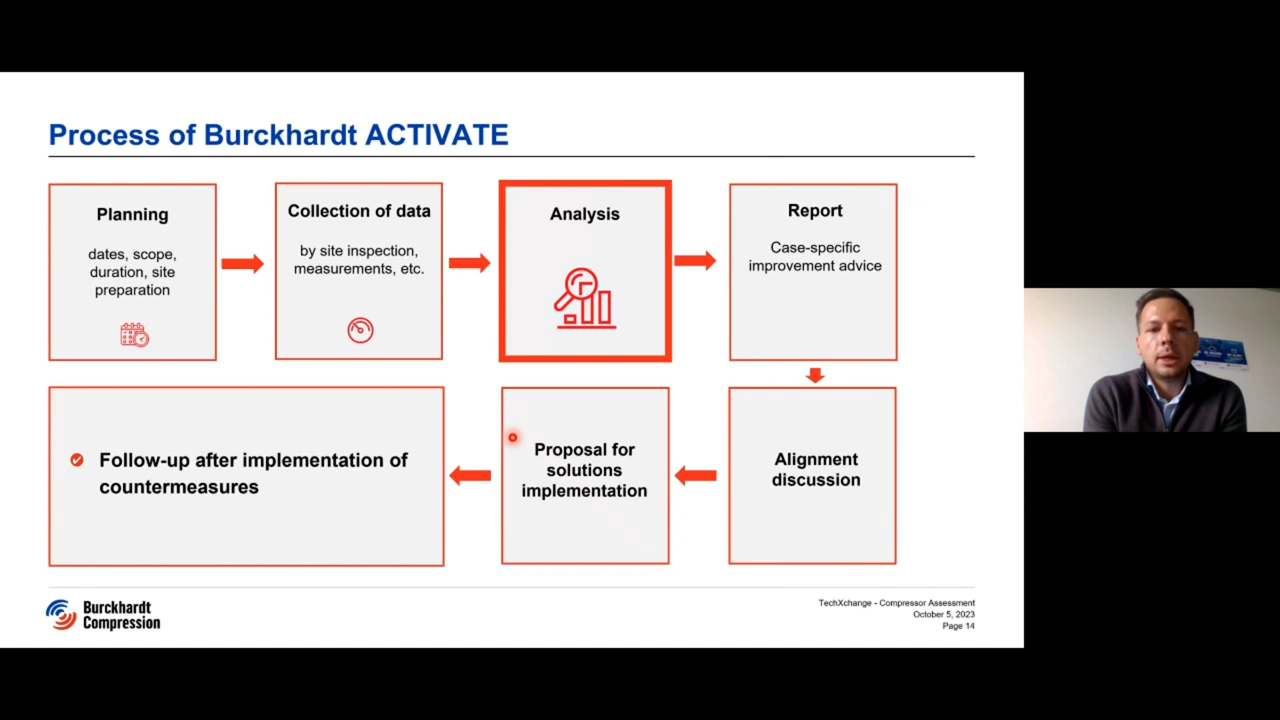 Process of Burckhardt ACTIVATE
Planning
dates, scope,
duration, site
preparation
Collection of data
by site inspection,
measurements, etc.
Analysis
Report
Case-specific
improvement advice
Alignment
discussion
Proposal for
solutions
implementation
Follow-up after implementation of
countermeasures
Burckhardt
Compression
TechXchange - Compressor Assessment
October 5, 2023
Page 14